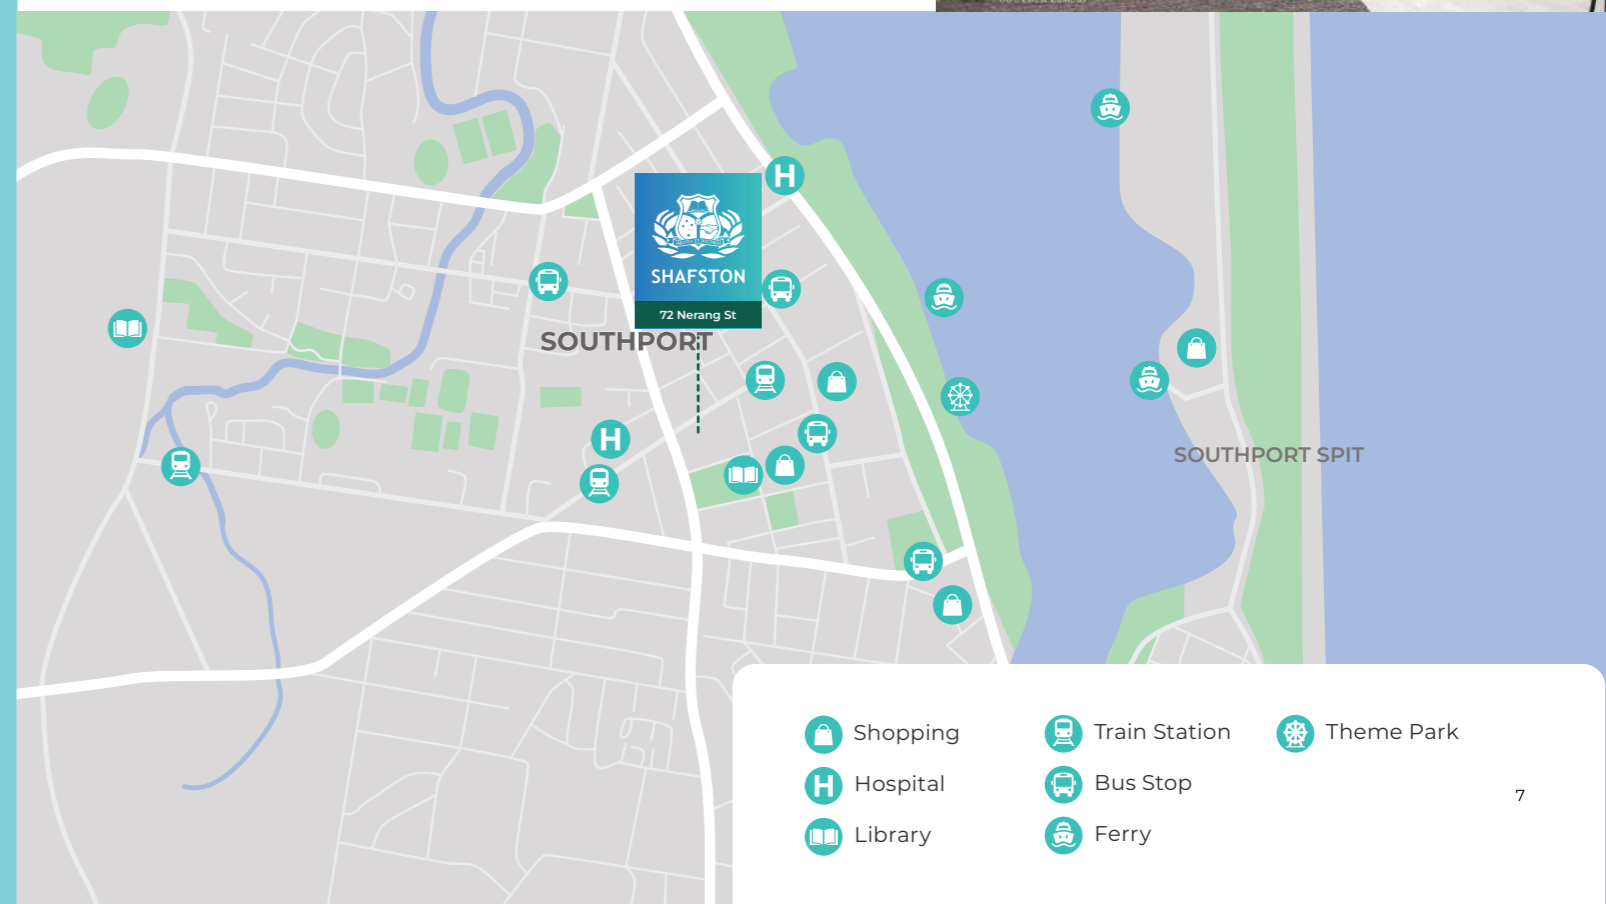 H
SHAFSTON
72 Nerang St
SOUTHPORT
H
SOUTHPORT SPIT
Shopping
Train Station
Theme Park
H
Hospital
Bus Stop
7
Library
Ferry